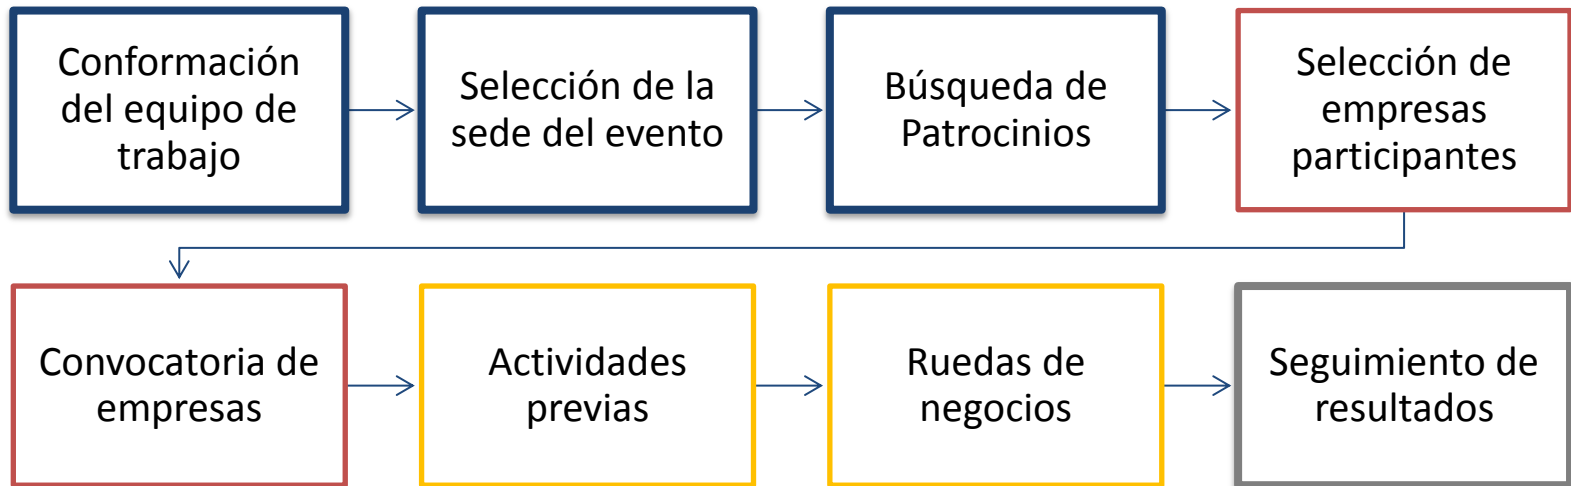 Conformación
del equipo de
trabajo
Selección de la
sede del evento
Búsqueda de
Patrocinios
Selección de
empresas
participantes
Convocatoria de
empresas
Actividades
previas
Ruedas de
negocios
Seguimiento de
resultados